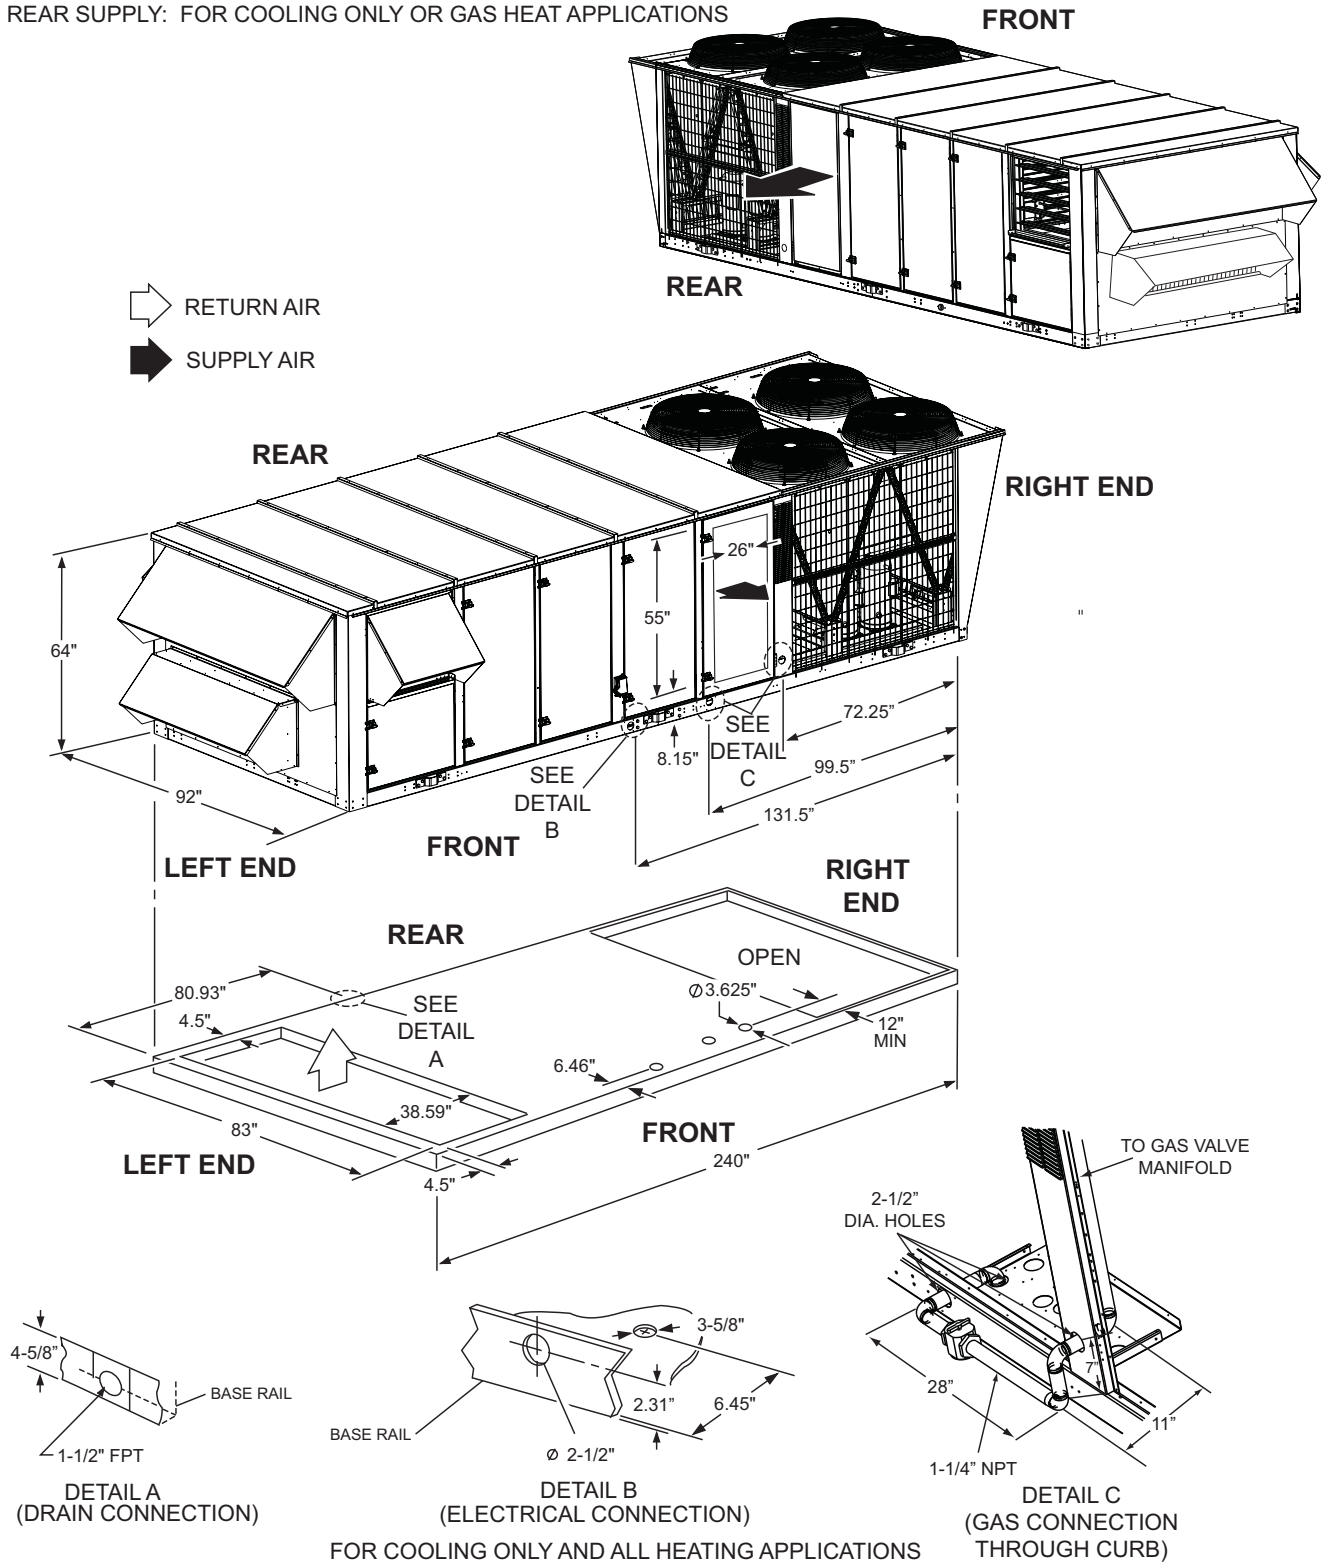 REAR SUPPLY: FOR COOLING ONLY OR GAS HEAT APPLICATIONS
FRONT
REAR
RETURN AIR
SUPPLY AIR
REAR
RIGHT END
26"
55"
64"
"
72.25”
SEE
DETAIL
C
8.15"
99.5”
SEE
DETAIL
B
92"
131.5”
FRONT
LEFT END
RIGHT
END
REAR
OPEN
80.93"
Ø3.625"
SEE
DETAIL
A
4.5"
12"
MIN
6.46"
38.59"
83"
FRONT
LEFT END
240"
4.5"
TO GAS VALVE
MANIFOLD
2-1/2”
DIA. HOLES
4-5/8”
BASE RAIL
1-1/2" FPT
DETAIL A
(DRAIN CONNECTION)
3-5/8"
2.31”
6.45"
BASE RAIL
Ø 2-1/2"
DETAIL B
(ELECTRICAL CONNECTION)
7”
28”
11”
1-1/4” NPT
DETAIL C
(GAS CONNECTION
THROUGH CURB)
FOR COOLING ONLY AND ALL HEATING APPLICATIONS